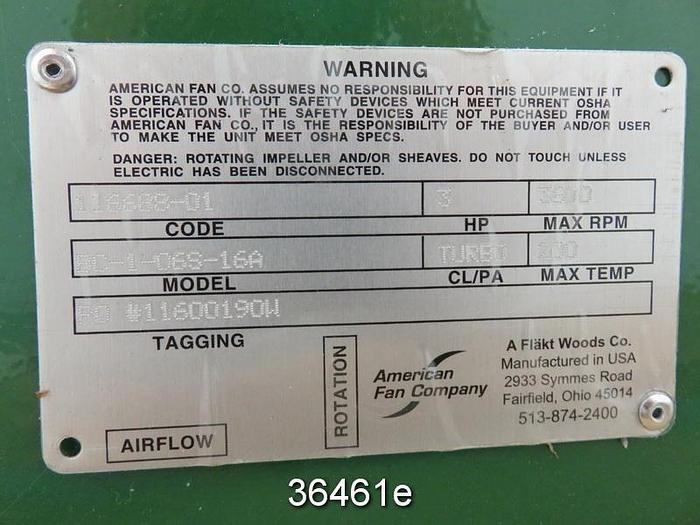 WARNING
AMERICAN FAN CO. ASSUMES NO RESPONSIBILITY FOR THIS EQUIPMENT IF IT
IS OPERATED WITHOUT SAFETY DEVICES WHICH MEET CURRENT OSHA
SPECIFICATIONS. IF THE SAFETY DEVICES ARE NOT PURCHASED FROM
AMERICAN FAN CO., IT IS THE RESPONSIBILITY OF THE BUYER AND/OR USER
TO MAKE THE UNIT MEET OSHA SPECS.
DANGER: ROTATING IMPELLER AND/OR SHEAVES. DO NOT TOUCH UNLESS
ELECTRIC HAS BEEN DISCONNECTED.
116688-01 3
CODE HP MAX RPM
TURBO 200
MODEL CL/PA MAX TEMP
#11600190W
TAGGING
AIRFLOW
ROTATION
American
Fan Company
A Fläkt Woods Co.
Manufactured in USA
2933 Symmes Road
Fairfield, Ohio 45014
513-874-2400
36461e